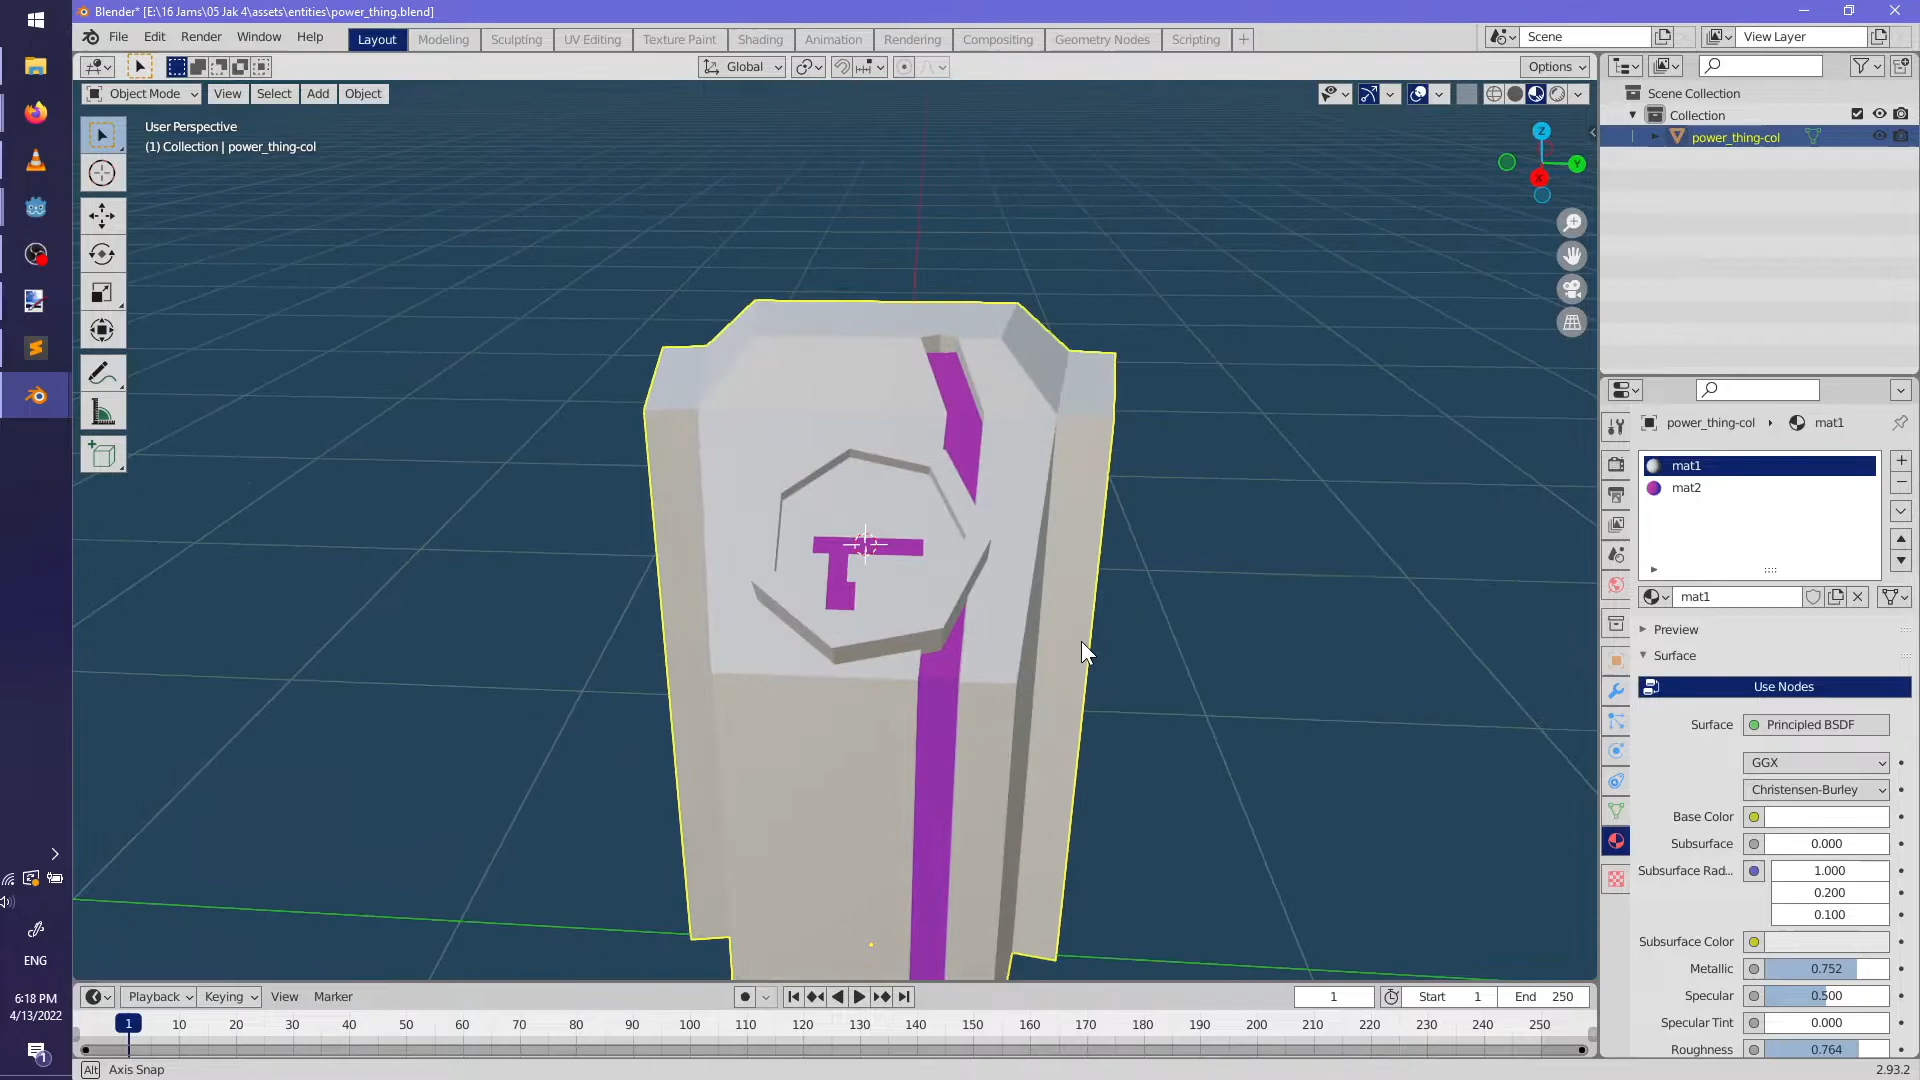 Blender* [E:\16 Jams\05 Jak 4\assets\entities\power_thing.blend]
File Edit Render Window Help
Layout Modeling Sculpting UV Editing Texture Paint Shading Animation Rendering Compositing Geometry Nodes Scripting
Scene
View Layer
Global
Options
Object Mode View Select Add Object
User Perspective
(1) Collection | power_thing-col
Z
Y
X
Scene Collection
Collection
power_thing-col
power_thing-col mat1
mat1
mat2
mat1
Preview
Surface
Use Nodes
Surface Principled BSDF
GGX
Christensen-Burley
Base Color
Subsurface 0.000
Subsurface Rad... 1.000
0.200
0.100
Subsurface Color
Metallic 0.752
Specular 0.500
Specular Tint 0.000
Roughness 0.764
Playback Keying View Marker
1 Start 1 End 250
1 10 20 30 40 50 60 70 80 90 100 110 120 130 140 150 160 170 180 190 200 210 220 230 240 250
Alt Axis Snap
2.93.2
ENG
6:18 PM
4/13/2022
1